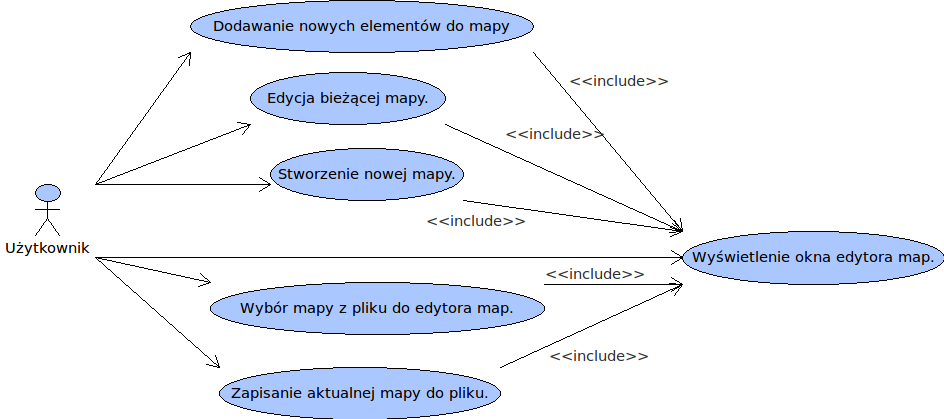 Dodawanie nowych elementów do mapy
<<include>>
Edycja bieżącej mapy.
<<include>>
Stworzenie nowej mapy.
<<include>>
Użytkownik
Wyświetlenie okna edytora map.
<<include>>
Wybór mapy z pliku do edytora map.
<<include>>
Zapisanie aktualnej mapy do pliku.